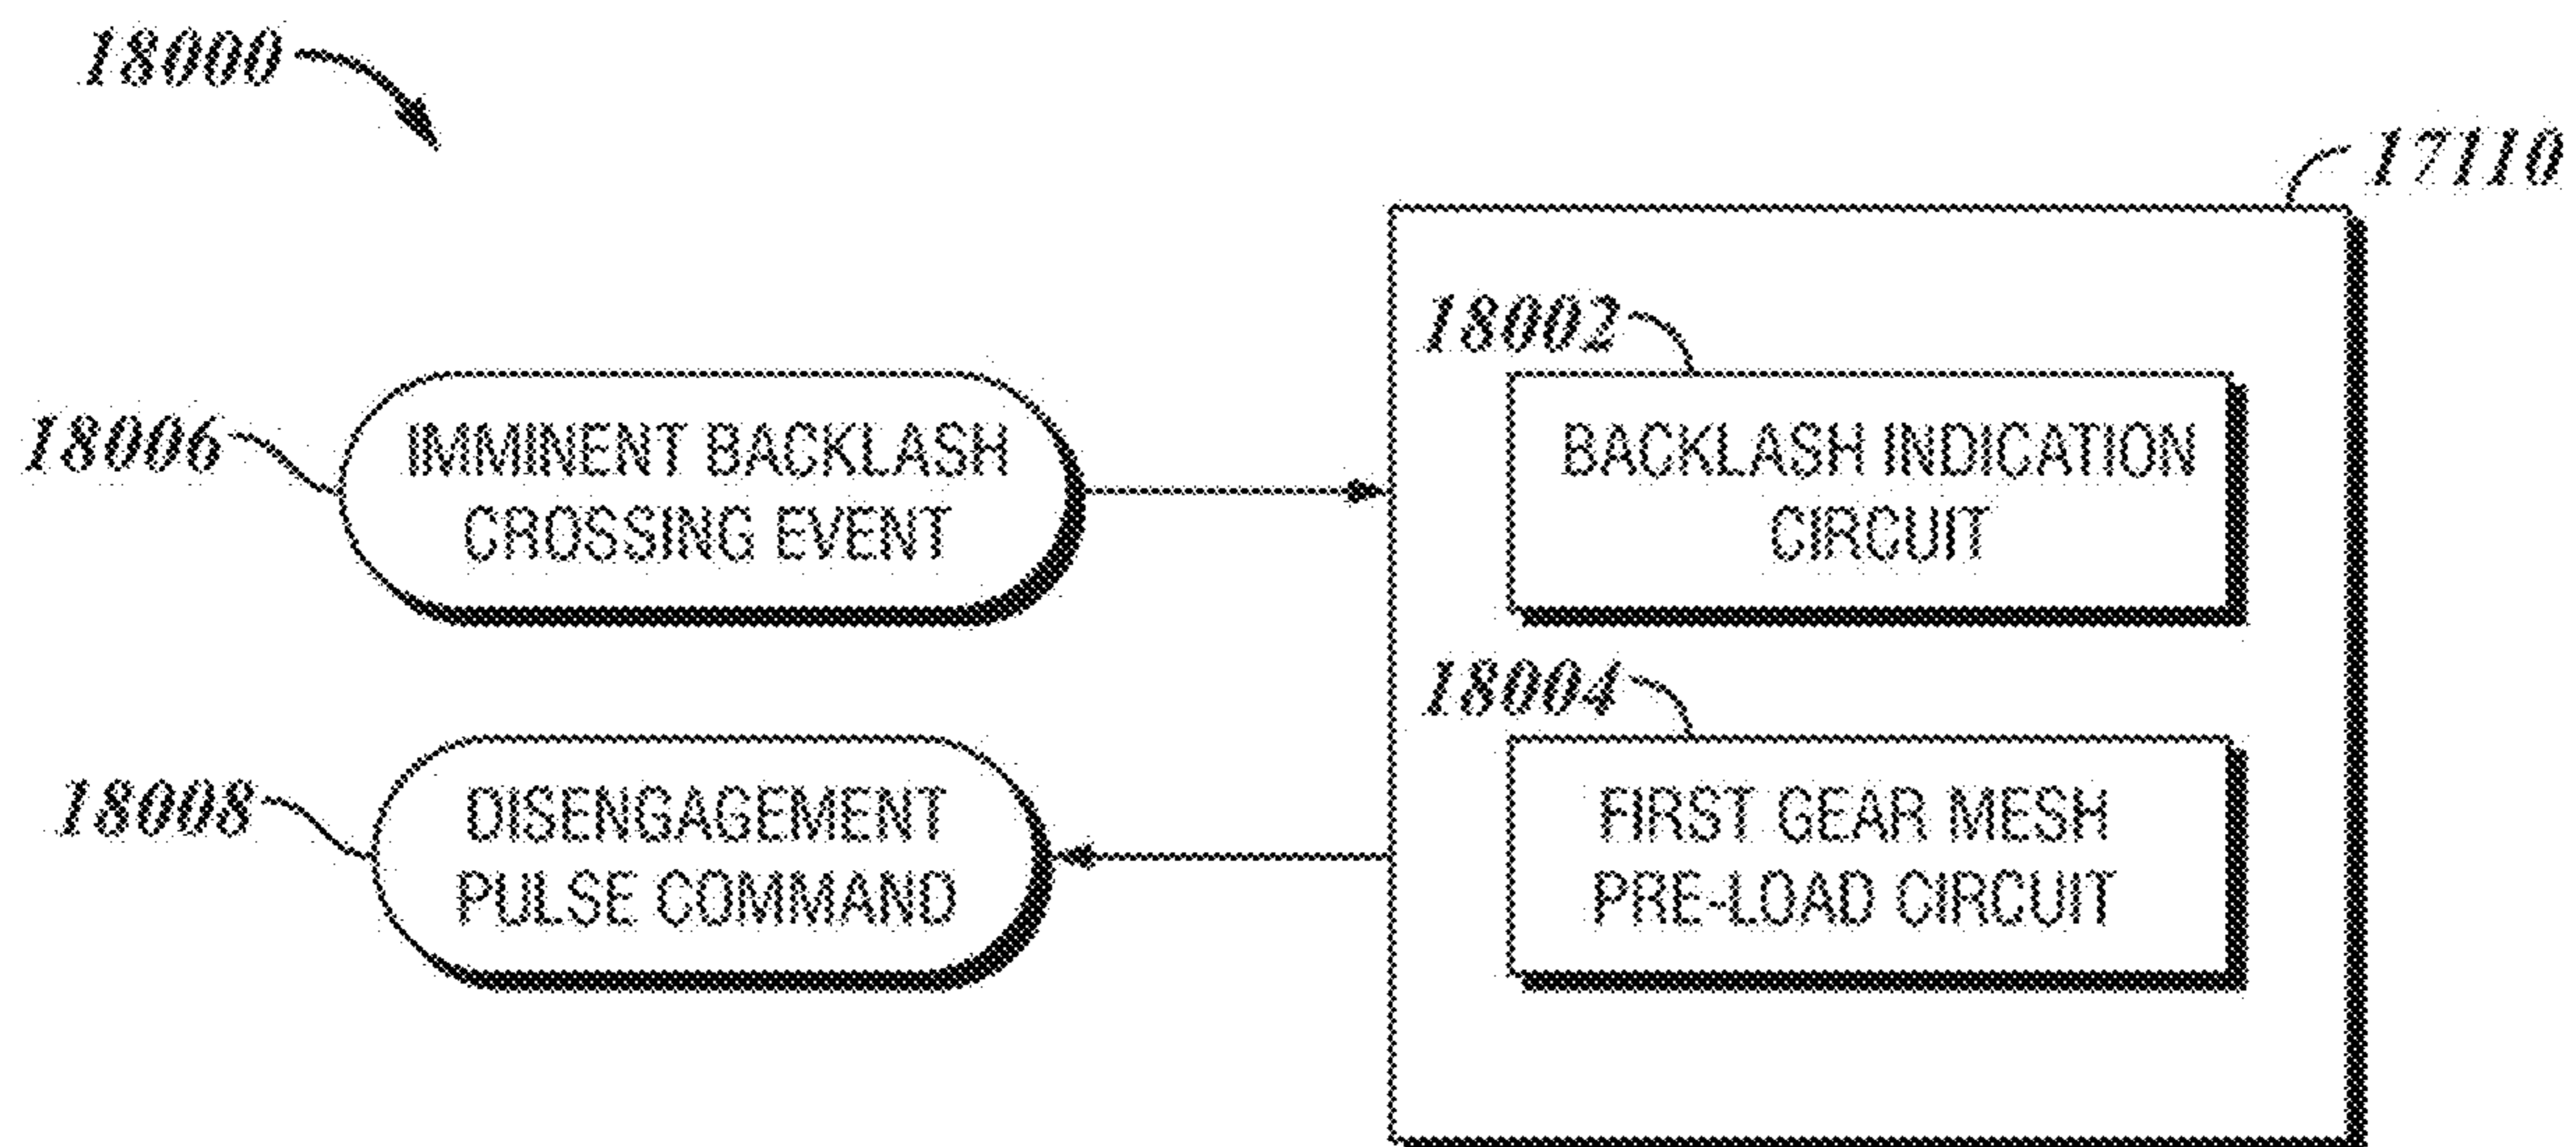 18000
17110
18002
18006
IMMINENT BACKLASH
CROSSING EVENT
BACKLASH INDICATION
CIRCUIT
18004
18008
DISENGAGEMENT
PULSE COMMAND
FIRST GEAR MESH
PRE-LOAD CIRCUIT